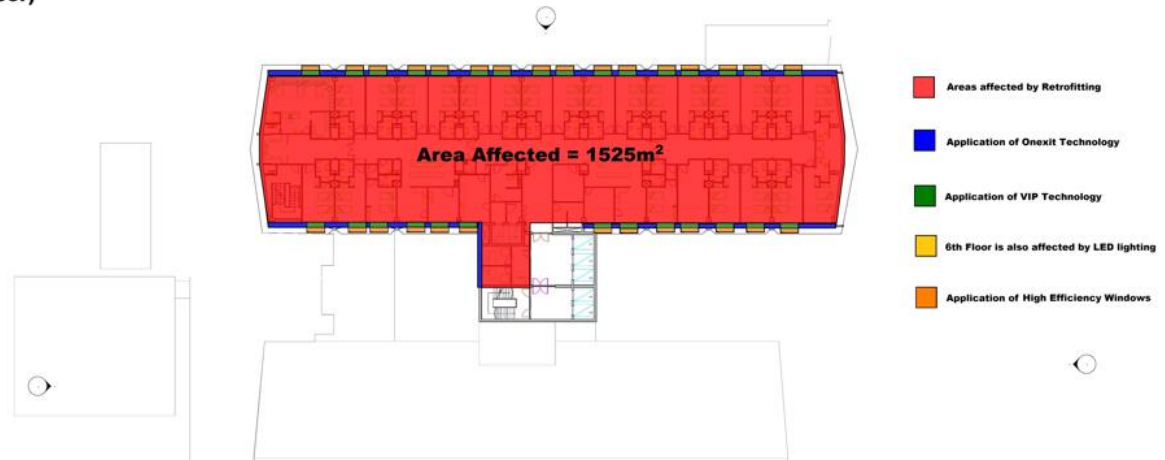 Area Affected = 1525m²
Areas affected by Retrofitting
Application of Onexit Technology
Application of VIP Technology
6th Floor is also affected by LED lighting
Application of High Efficiency Windows